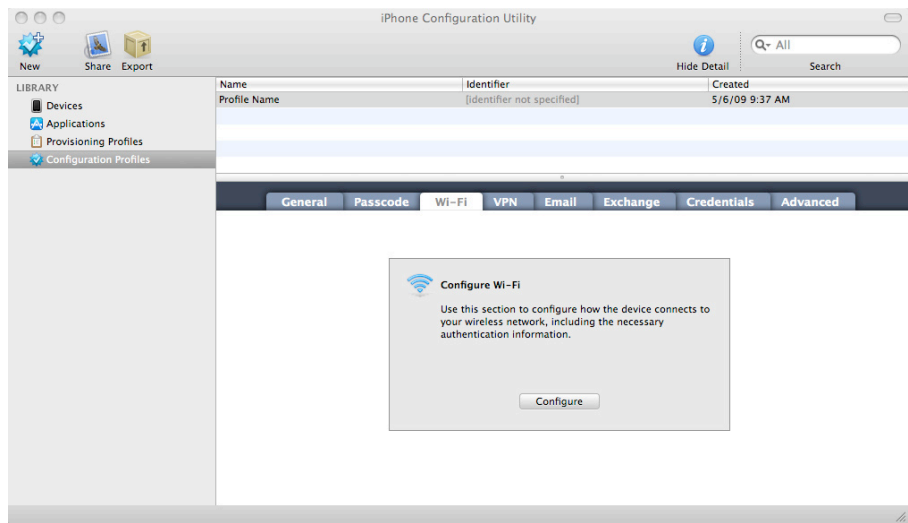 iPhone Configuration Utility
New Share Export Hide Detail Search
All
LIBRARY
Devices
Applications
Provisioning Profiles
Configuration Profiles
Name Identifier Created
Profile Name [identifier not specified] 5/6/09 9:37 AM
General Passcode Wi-Fi VPN Email Exchange Credentials Advanced
Configure Wi-Fi
Use this section to configure how the device connects to
your wireless network, including the necessary
authentication information.
Configure